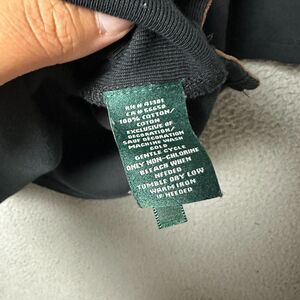 RN # 41381
CA # 56658
100% COTTON/
COTON
EXCLUSIVE OF
DECORATION/
SAUF DÉCORATION
MACHINE WASH
COLD
GENTLE CYCLE
ONLY NON-CHLORINE
BLEACH WHEN
NEEDED
TUMBLE DRY LOW
WARM IRON
IF NEEDED